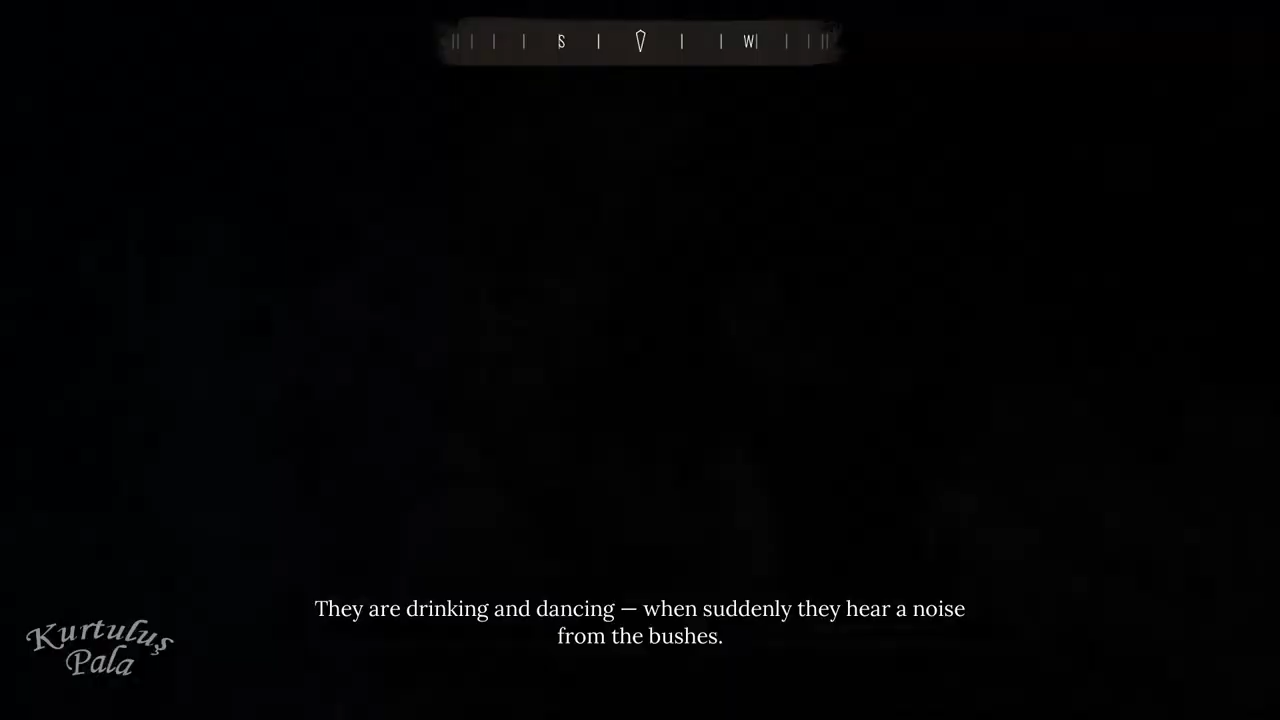 S W
They are drinking and dancing — when suddenly they hear a noise
from the bushes.
Kurtuluş
Pala